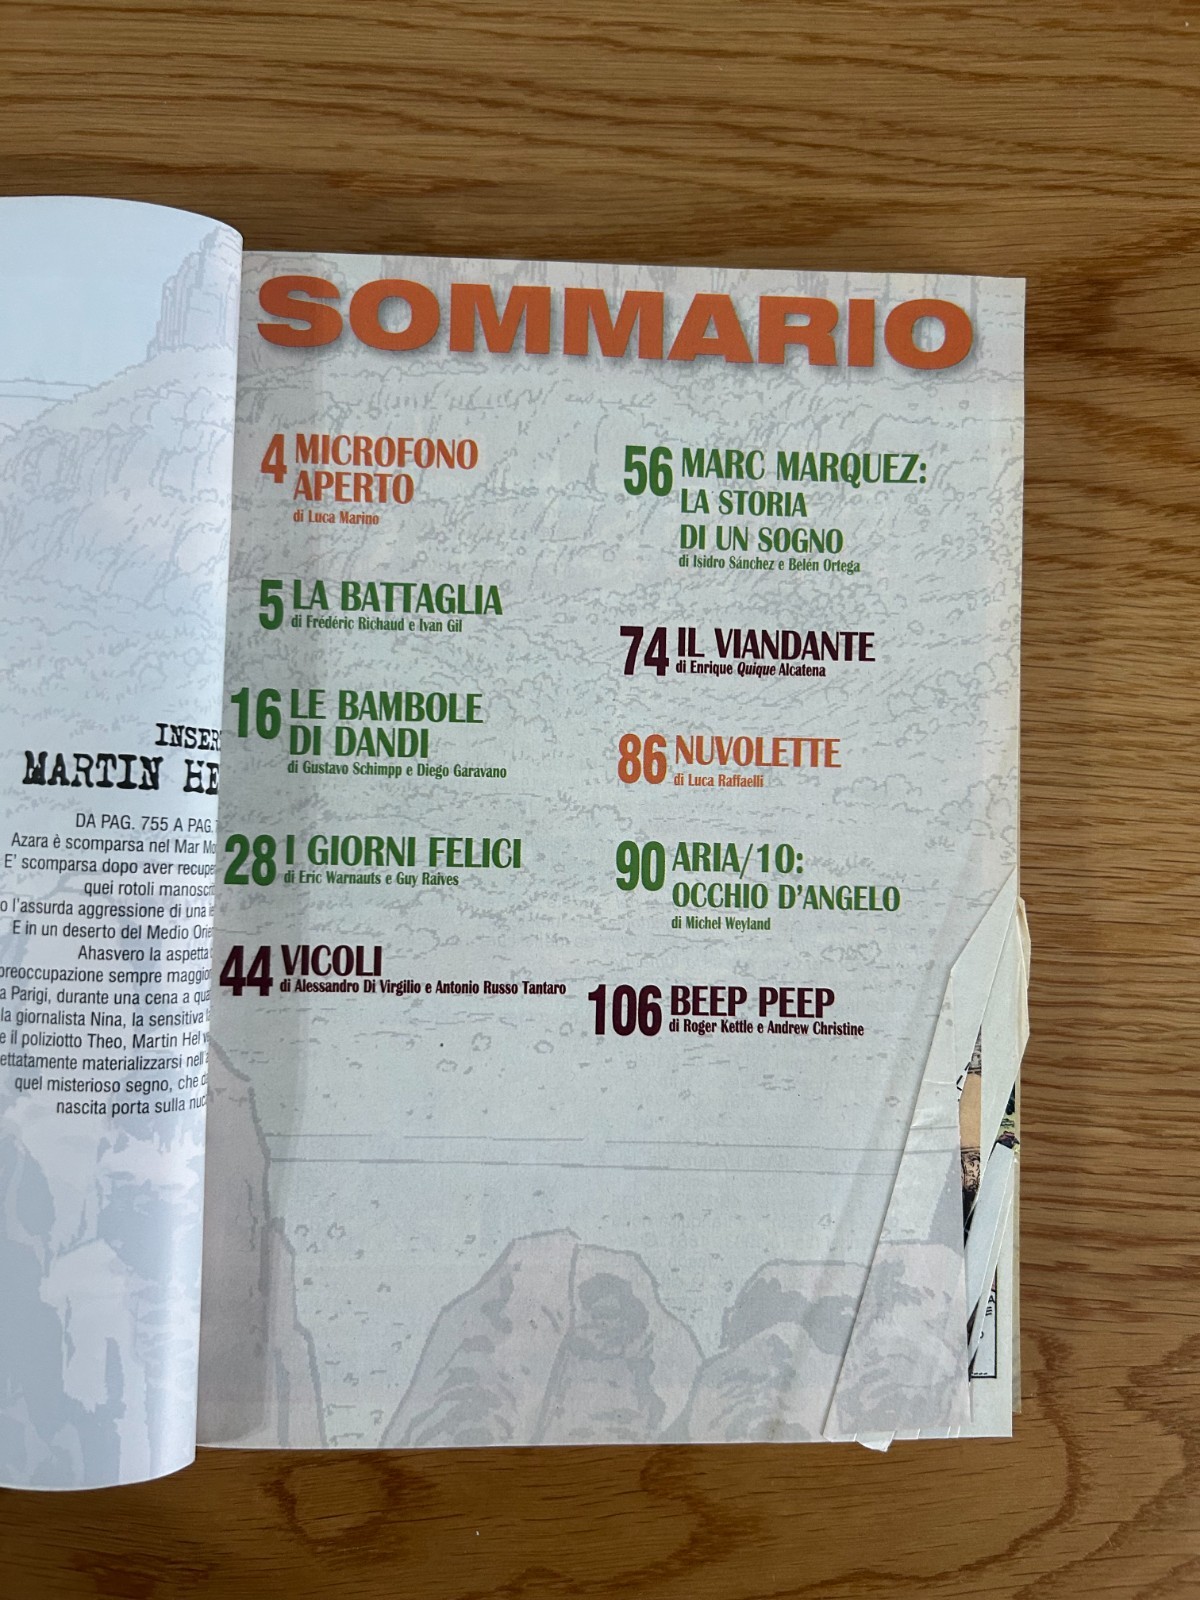 INSER
MARTIN HE
DA PAG. 755 A PAG.
Azara è scomparsa nel Mar
E' scomparsa dopo aver
quei rotoli
o l'assurda aggressione di una
E in un deserto del Medio
Ahasvero la aspetta
preoccupazione sempre
a Parigi, durante una cena a
la giornalista Nina, la sensitiva
e il poliziotto Theo, Martin Hel
ettatamente materializzarsi
quel misterioso segno, che
nascita porta sulla
SOMMARIO
4 MICROFONO
APERTO
di Luca Marino
5 LA BATTAGLIA
di Frédéric Richaud e Ivan Gil
16 LE BAMBOLE
DI DANDI
di Gustavo Schimpp e Diego Garavano
28 I GIORNI FELICI
di Eric Warnauts e Guy Raives
44 VICOLI
di Alessandro Di Virgilio e Antonio Russo Tantaro
56 MARC MARQUEZ:
LA STORIA
DI UN SOGNO
di Isidro Sánchez e Belén Ortega
74 IL VIANDANTE
di Enrique Quique Alcatena
86 NUVOLETTE
di Luca Raffaelli
90 ARIA/10:
OCCHIO D'ANGELO
di Michel Weyland
106 BEEP PEEP
di Roger Kettle e Andrew Christine